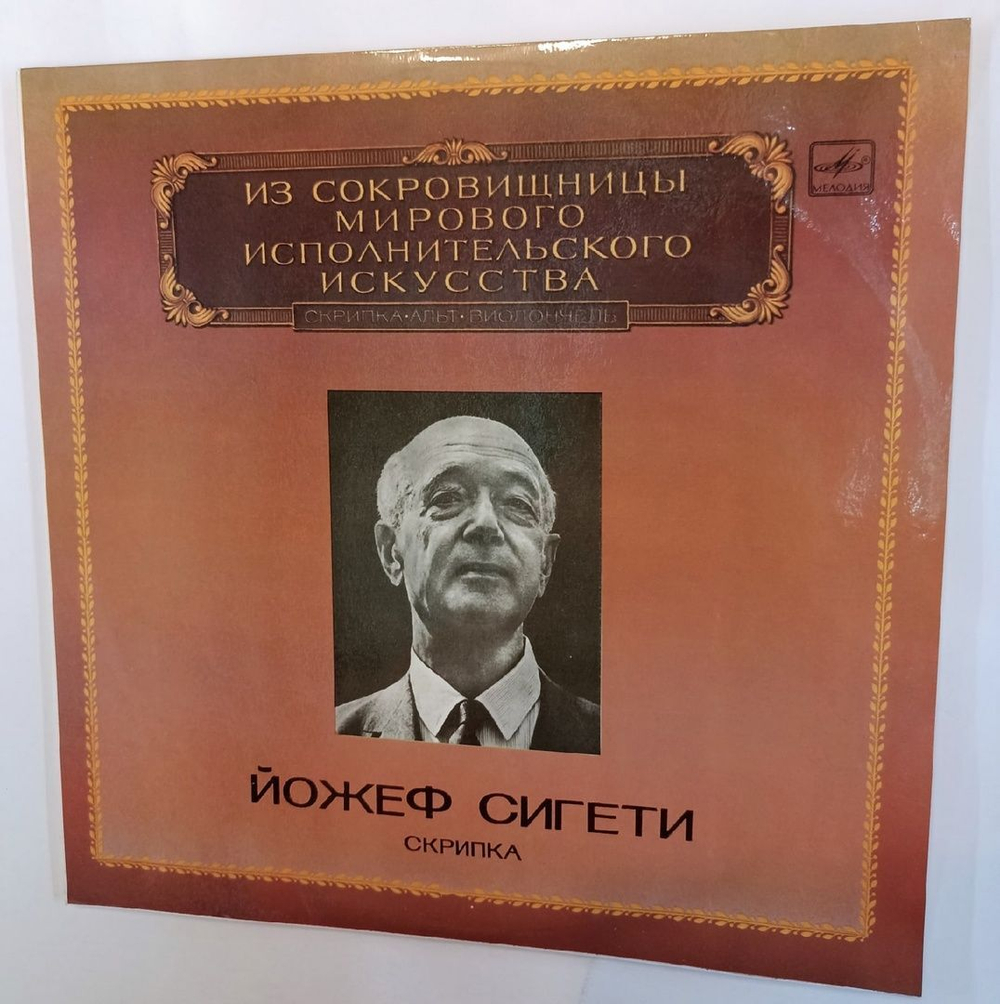 ИЗ СОКРОВИЩНИЦЫ
МИРОВОГО
ИСПОЛНИТЕЛЬСКОГО
ИСКУССТВА
СКРИПКА•АЛЬТ•ВИОЛОНЧЕЛЬ
МЕЛОДИЯ
ЙОЖЕФ СИГЕТИ
СКРИПКА